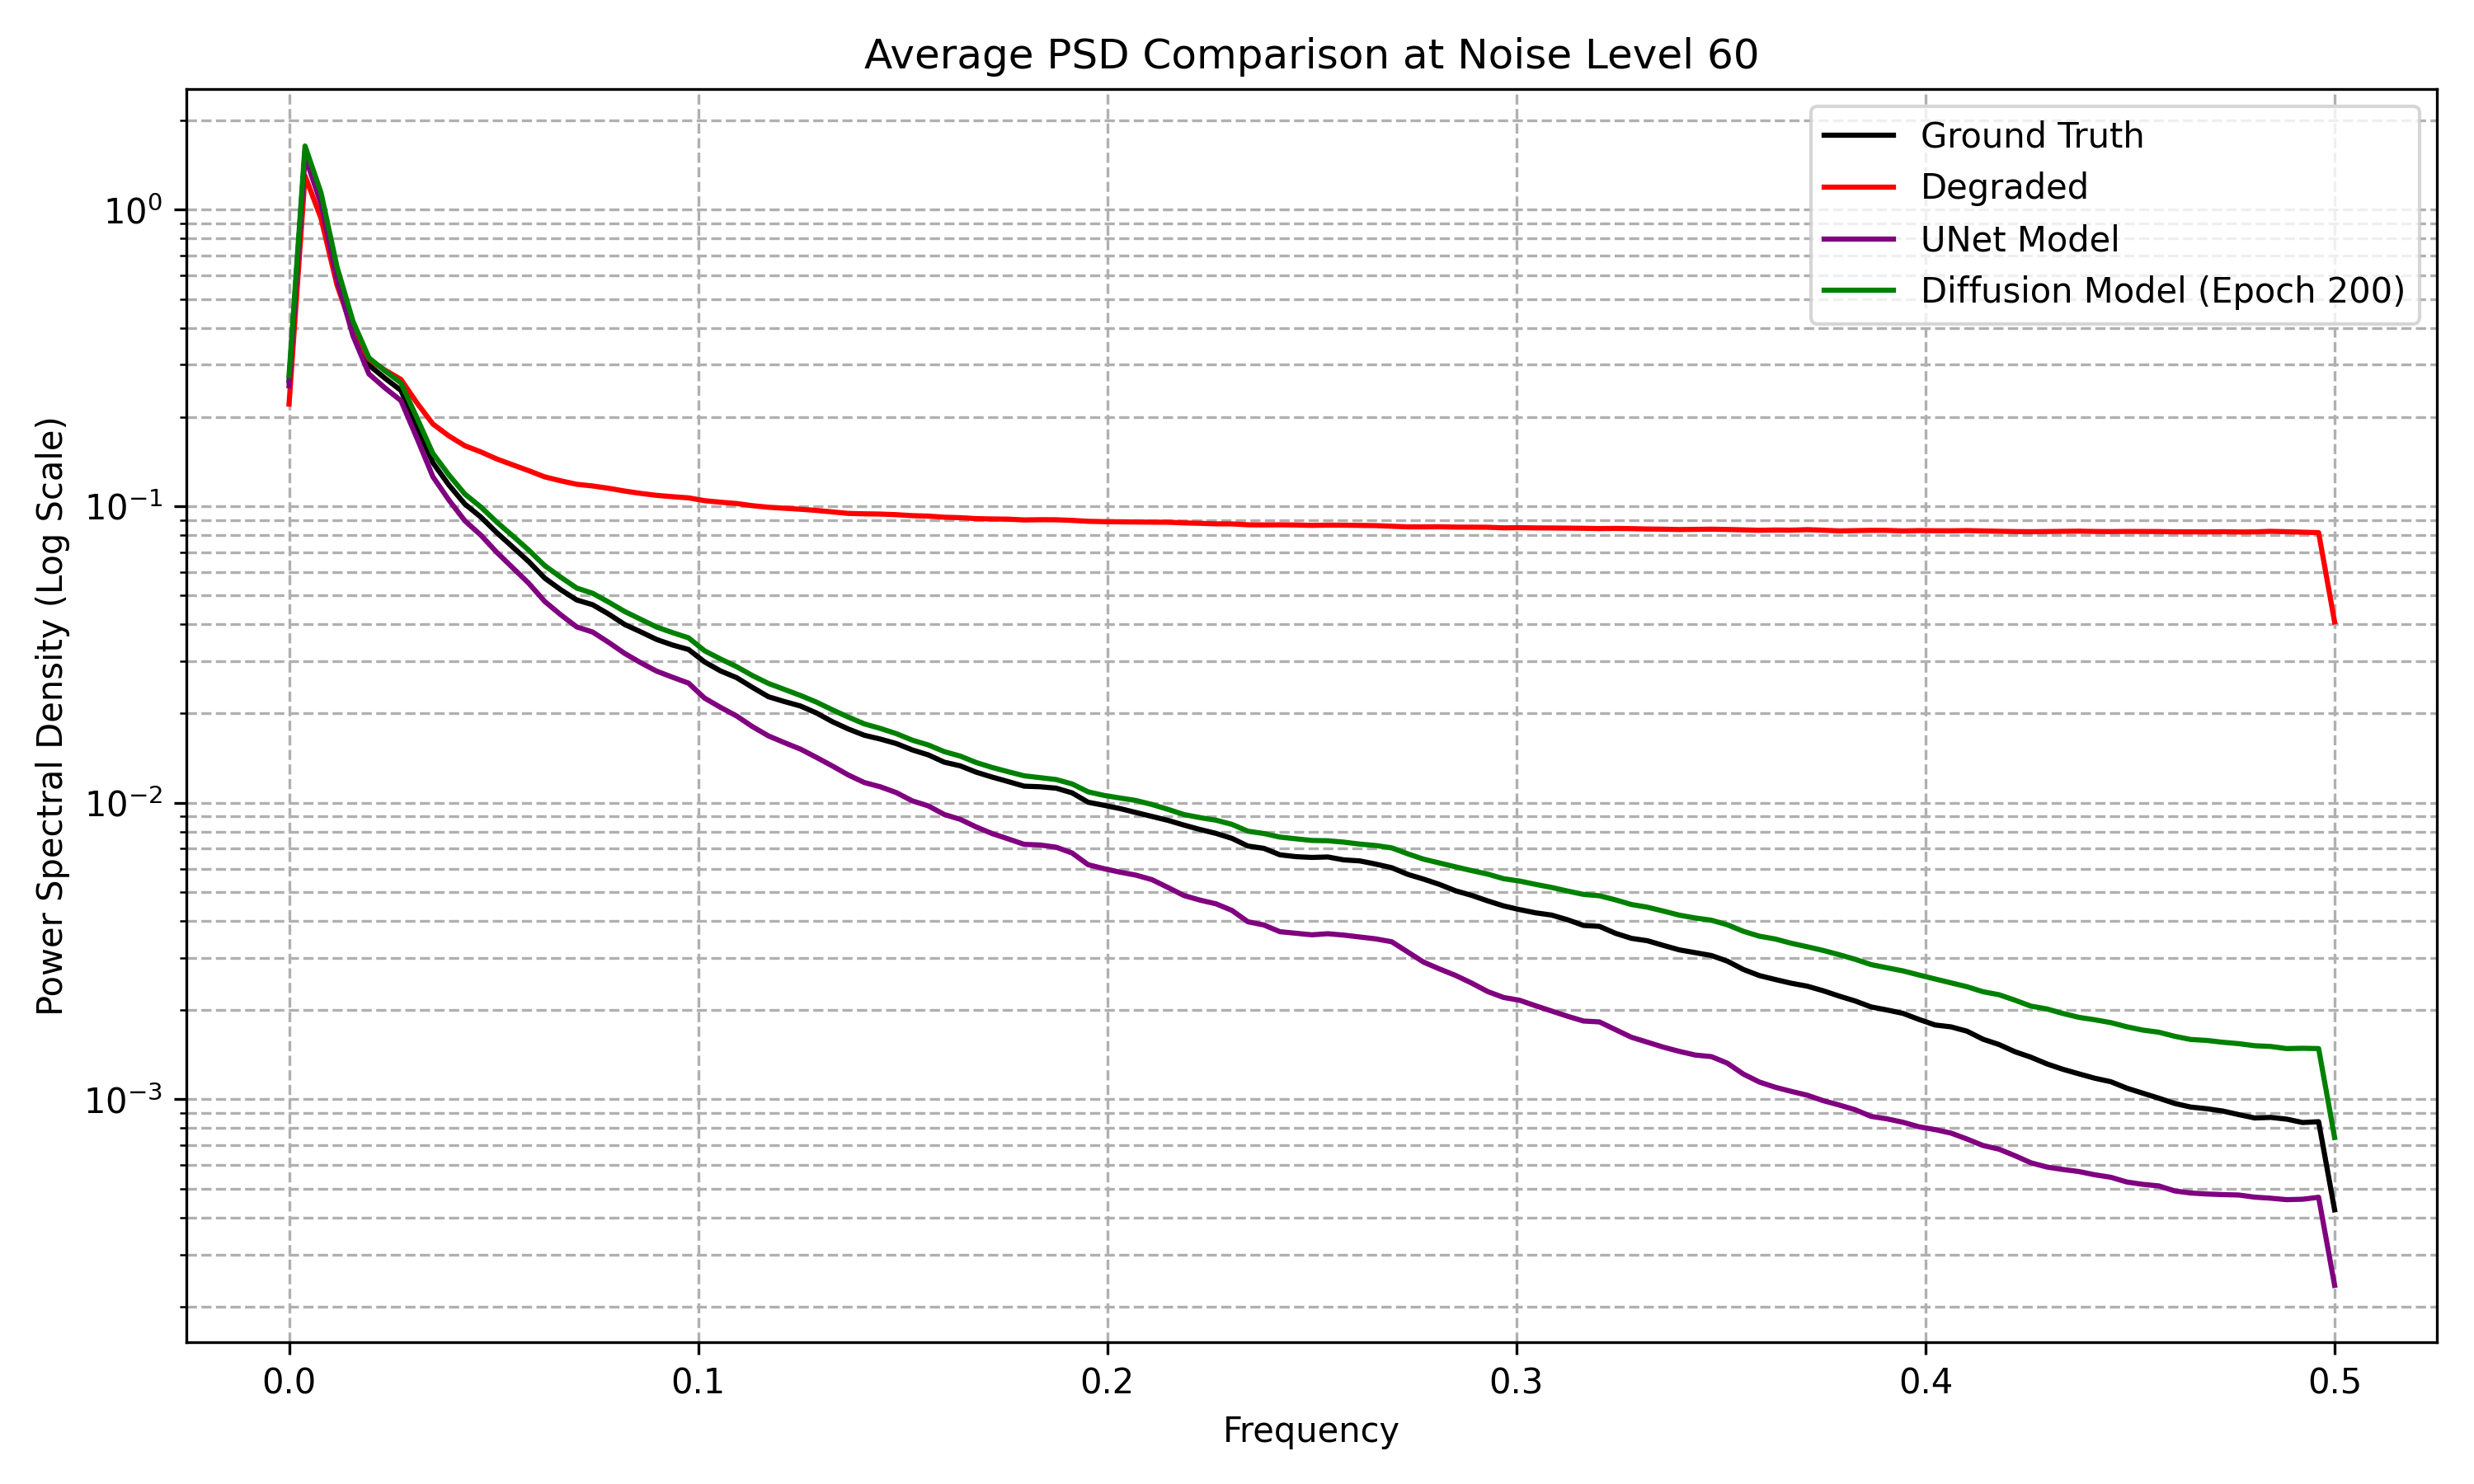 Average PSD Comparison at Noise Level 60
Ground Truth
Degraded
UNet Model
Diffusion Model (Epoch 200)
Power Spectral Density (Log Scale)
10⁰
10⁻¹
10⁻²
10⁻³
0.0 0.1 0.2 0.3 0.4 0.5
Frequency